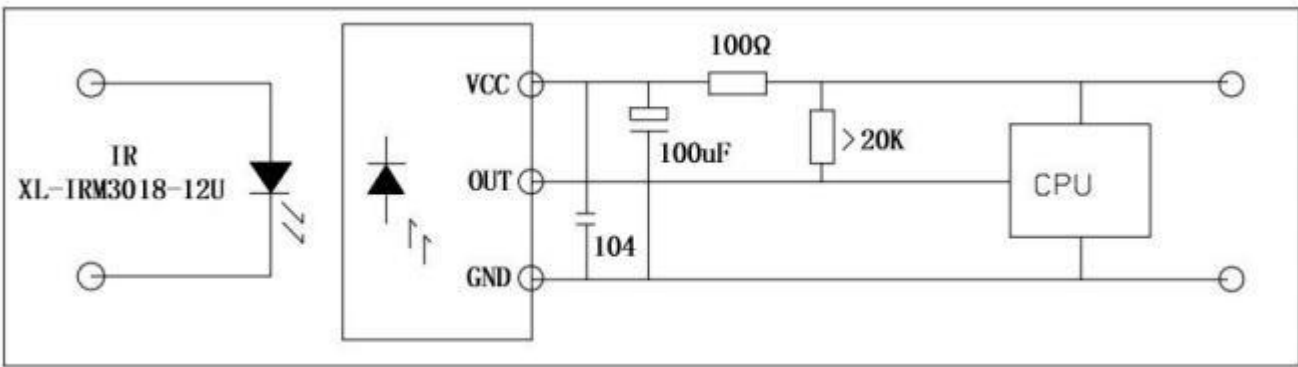 100Ω
VCC
IR
XL-IRM3018-12U
100uF
>20K
OUT
CPU
104
GND